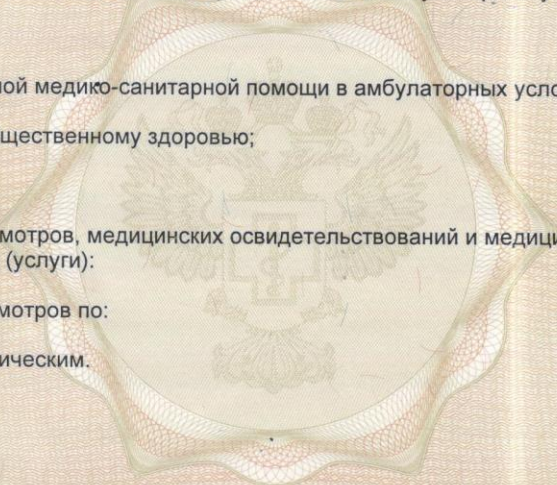 ной медико-санитарной помощи в амбулаторных усло
щественному здоровью;
мотров, медицинских освидетельствований и медици
(услуги):
мотров по:
ическим.